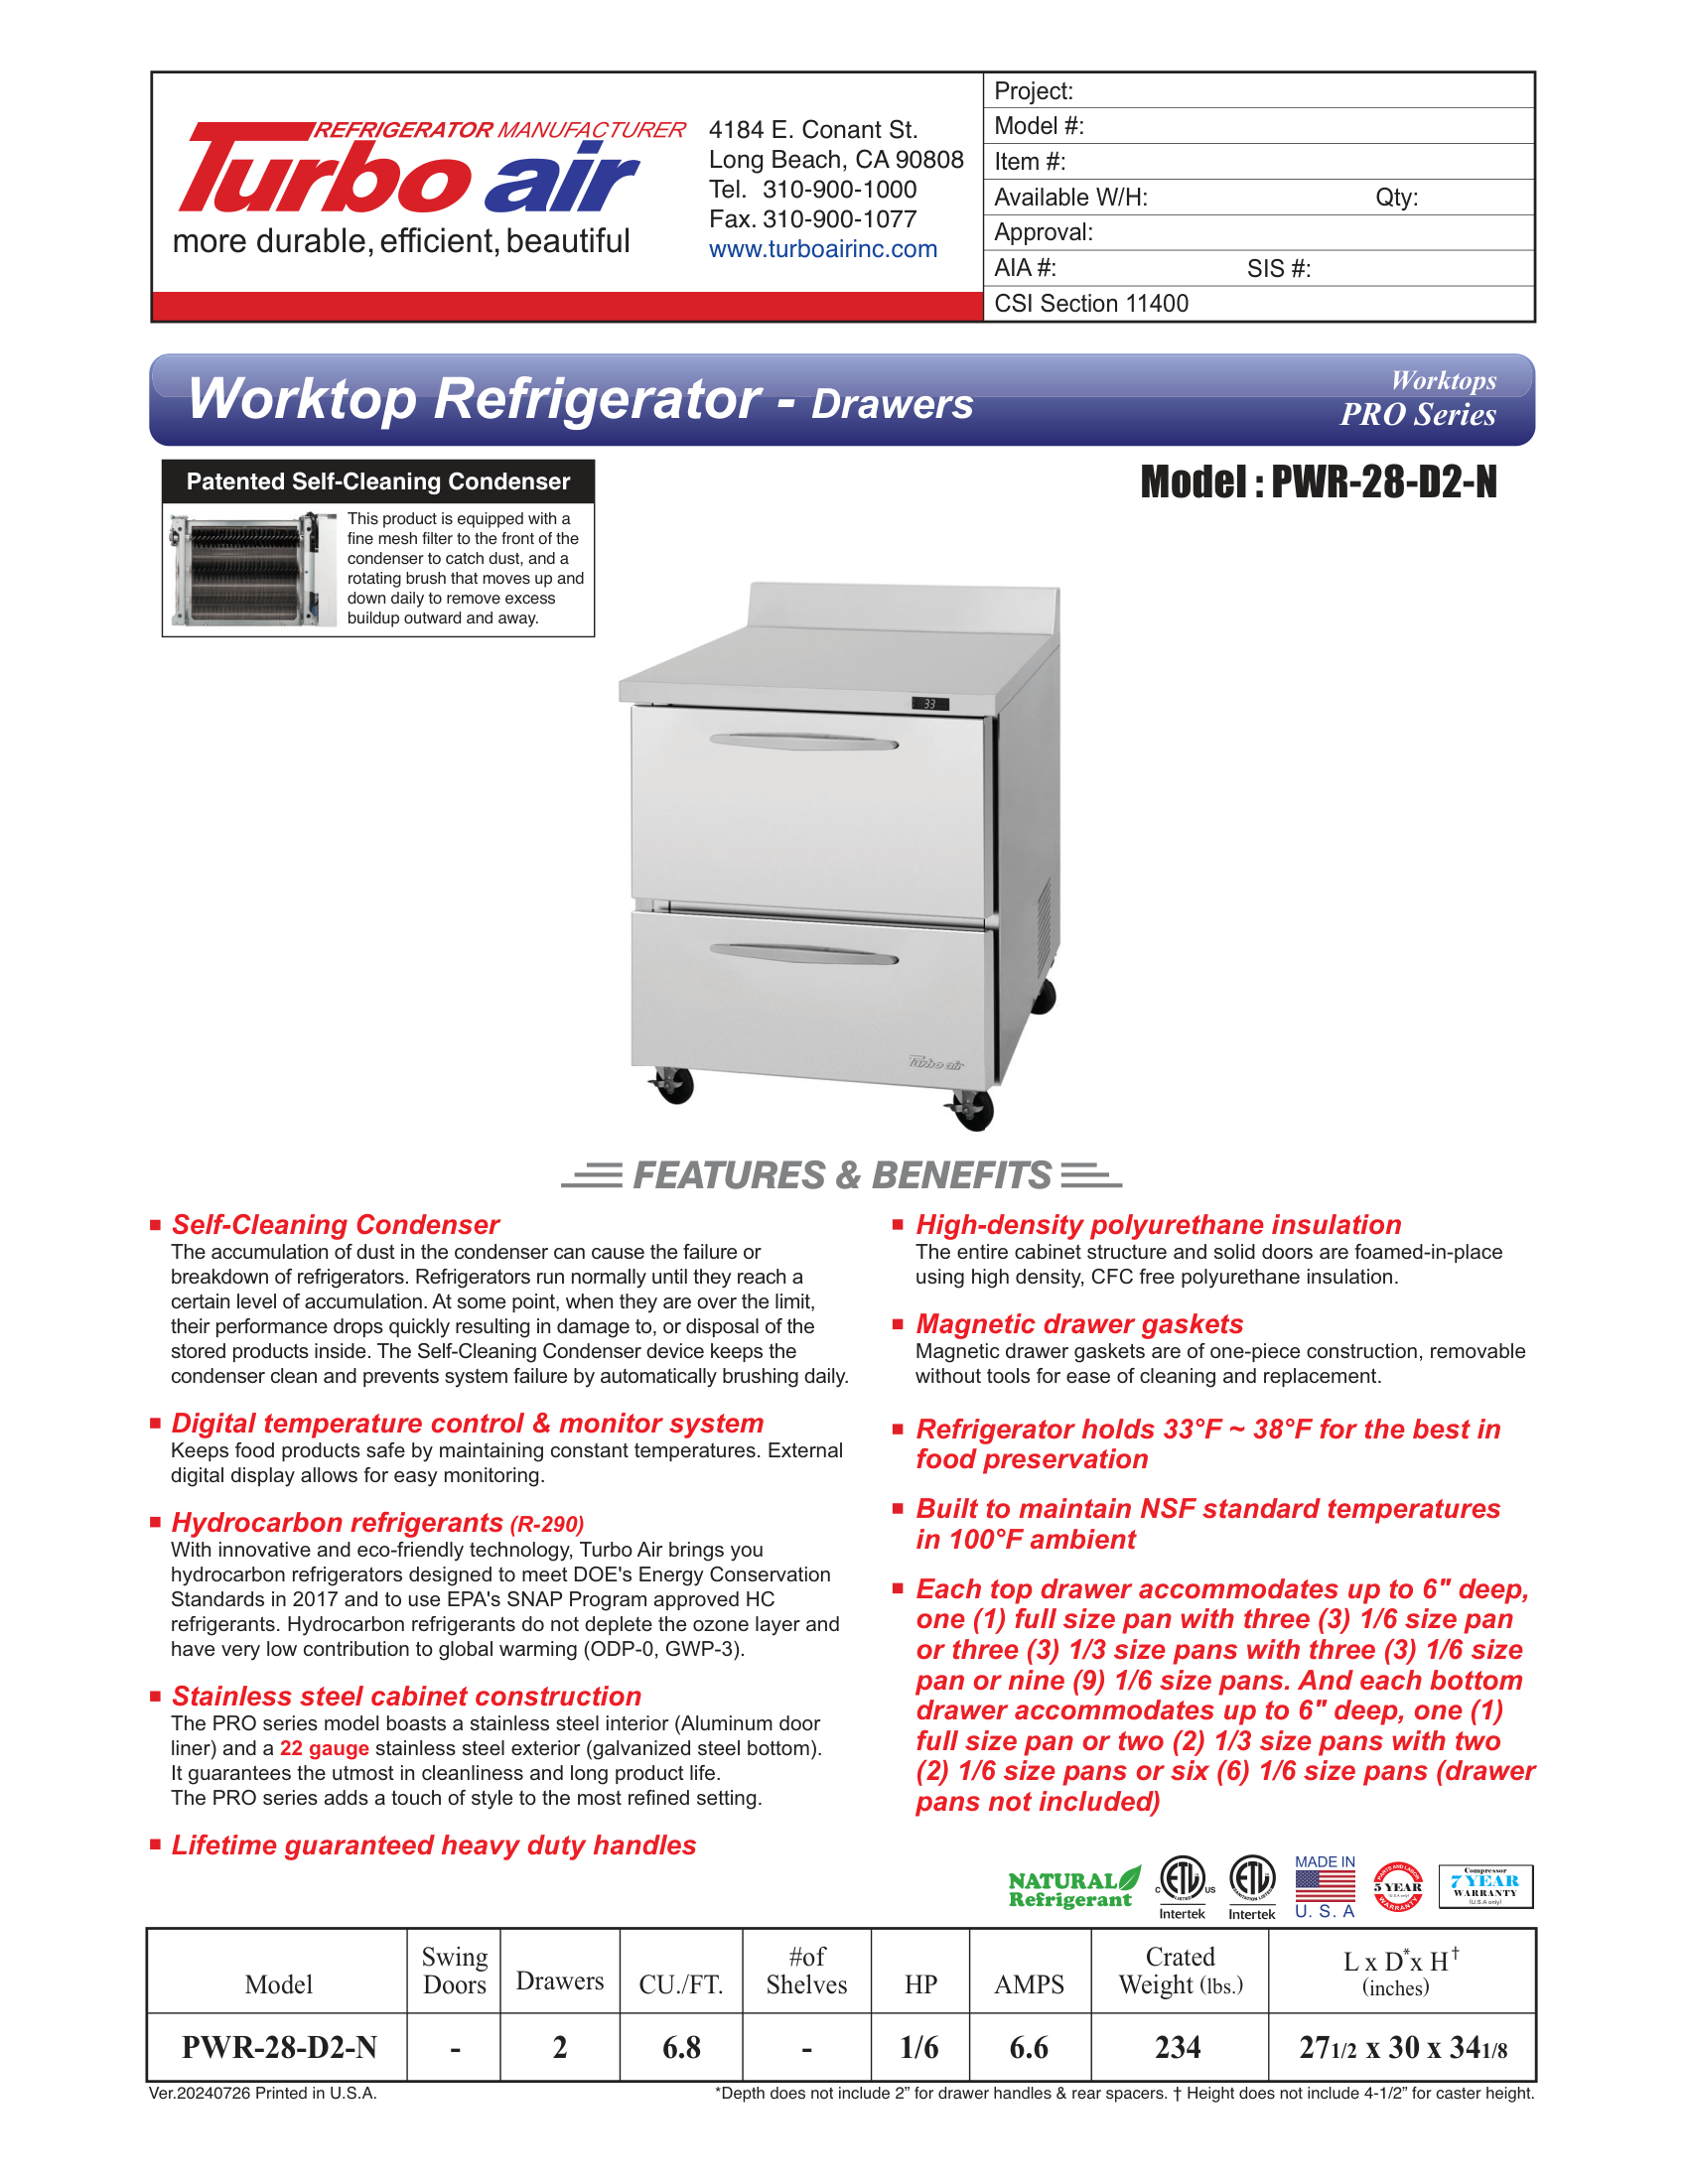 REFRIGERATOR MANUFACTURER
Turbo air
more durable, efficient, beautiful
4184 E. Conant St.
Long Beach, CA 90808
Tel. 310-900-1000
Fax. 310-900-1077
www.turboairinc.com
Project:
Model #:
Item #:
Available W/H: Qty:
Approval:
AIA #: SIS #:
CSI Section 11400
Worktop Refrigerator - Drawers
Worktops
PRO Series
Patented Self-Cleaning Condenser
This product is equipped with a
fine mesh filter to the front of the
condenser to catch dust, and a
rotating brush that moves up and
down daily to remove excess
buildup outward and away.
Model : PWR-28-D2-N
33
Turbo air
FEATURES & BENEFITS
Self-Cleaning Condenser
The accumulation of dust in the condenser can cause the failure or
breakdown of refrigerators. Refrigerators run normally until they reach a
certain level of accumulation. At some point, when they are over the limit,
their performance drops quickly resulting in damage to, or disposal of the
stored products inside. The Self-Cleaning Condenser device keeps the
condenser clean and prevents system failure by automatically brushing daily.
Digital temperature control & monitor system
Keeps food products safe by maintaining constant temperatures. External
digital display allows for easy monitoring.
Hydrocarbon refrigerants (R-290)
With innovative and eco-friendly technology, Turbo Air brings you
hydrocarbon refrigerators designed to meet DOE's Energy Conservation
Standards in 2017 and to use EPA's SNAP Program approved HC
refrigerants. Hydrocarbon refrigerants do not deplete the ozone layer and
have very low contribution to global warming (ODP-0, GWP-3).
Stainless steel cabinet construction
The PRO series model boasts a stainless steel interior (Aluminum door
liner) and a 22 gauge stainless steel exterior (galvanized steel bottom).
It guarantees the utmost in cleanliness and long product life.
The PRO series adds a touch of style to the most refined setting.
Lifetime guaranteed heavy duty handles
High-density polyurethane insulation
The entire cabinet structure and solid doors are foamed-in-place
using high density, CFC free polyurethane insulation.
Magnetic drawer gaskets
Magnetic drawer gaskets are of one-piece construction, removable
without tools for ease of cleaning and replacement.
Refrigerator holds 33°F ~ 38°F for the best in
food preservation
Built to maintain NSF standard temperatures
in 100°F ambient
Each top drawer accommodates up to 6" deep,
one (1) full size pan with three (3) 1/6 size pan
or three (3) 1/3 size pans with three (3) 1/6 size
pan or nine (9) 1/6 size pans. And each bottom
drawer accommodates up to 6" deep, one (1)
full size pan or two (2) 1/3 size pans with two
(2) 1/6 size pans or six (6) 1/6 size pans (drawer
pans not included)
NATURAL
Refrigerant
C ETL US
LISTED
Intertek
ETL
SANITATION LISTED
Intertek
MADE IN
U. S. A
PARTS AND LABOR
5 YEAR
(U.S.A only)
WARRANTY
Compressor
7 YEAR
WARRANTY
(U.S.A only)
Model Swing Doors Drawers CU./FT. #of Shelves HP AMPS Crated Weight (lbs.) L x D* x H† (inches)
PWR-28-D2-N - 2 6.8 - 1/6 6.6 234 271/2 x 30 x 341/8
Ver.20240726 Printed in U.S.A.
*Depth does not include 2” for drawer handles & rear spacers. † Height does not include 4-1/2” for caster height.